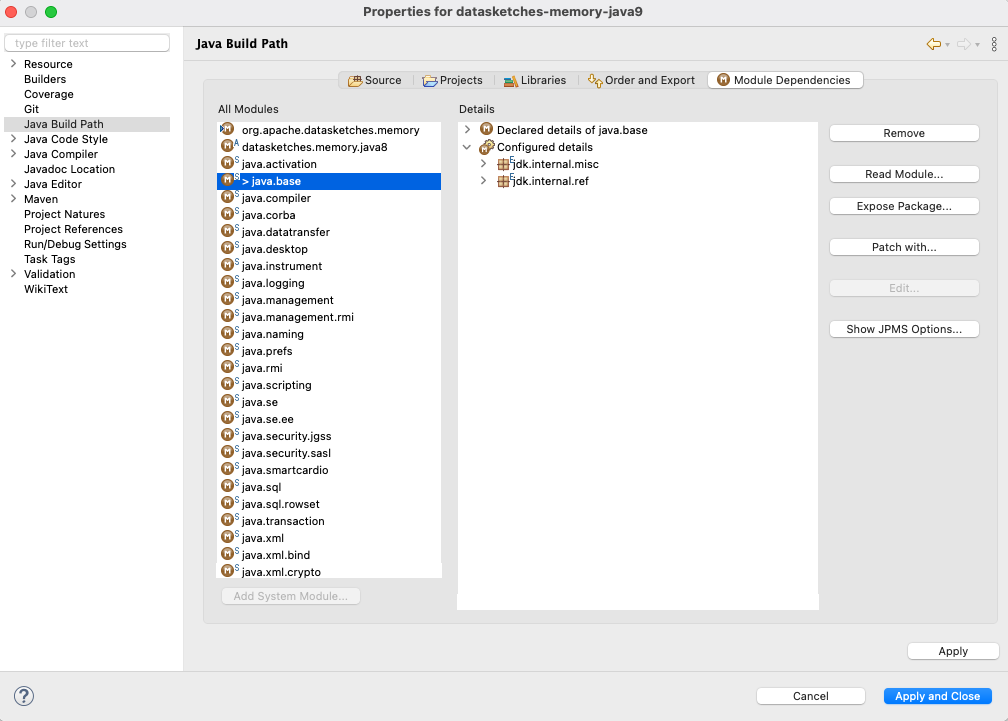 Properties for datasketches-memory-java9
type filter text
Resource
Builders
Coverage
Git
Java Build Path
Java Code Style
Java Compiler
Javadoc Location
Java Editor
Maven
Project Natures
Project References
Run/Debug Settings
Task Tags
Validation
WikiText
Java Build Path
Source
Projects
Libraries
Order and Export
Module Dependencies
All Modules
org.apache.datasketches.memory
datasketches.memory.java8
java.activation
> java.base
java.compiler
java.corba
java.datatransfer
java.desktop
java.instrument
java.logging
java.management
java.management.rmi
java.naming
java.prefs
java.rmi
java.scripting
java.se
java.se.ee
java.security.jgss
java.security.sasl
java.smartcardio
java.sql
java.sql.rowset
java.transaction
java.xml
java.xml.bind
java.xml.crypto
Add System Module...
Details
Declared details of java.base
Configured details
jdk.internal.misc
jdk.internal.ref
Remove
Read Module...
Expose Package...
Patch with...
Edit...
Show JPMS Options...
Apply
?
Cancel
Apply and Close